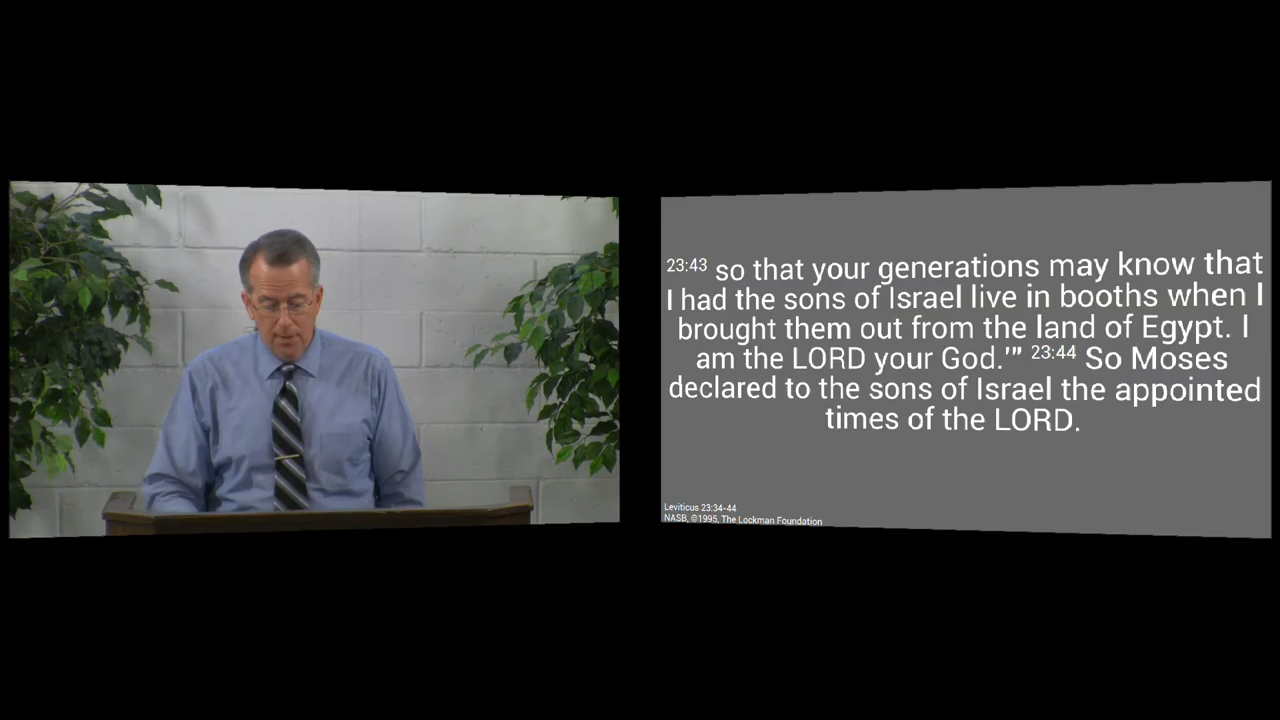 23:43 so that your generations may know that
I had the sons of Israel live in booths when I
brought them out from the land of Egypt. I
am the LORD your God.'" 23:44 So Moses
declared to the sons of Israel the appointed
times of the LORD.
Leviticus 23:34-44
NASB, ©1995, The Lockman Foundation